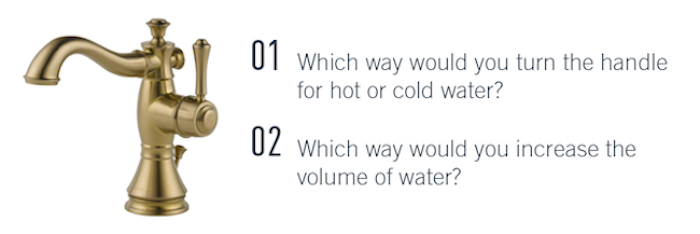 01 Which way would you turn the handle
for hot or cold water?
02 Which way would you increase the
volume of water?